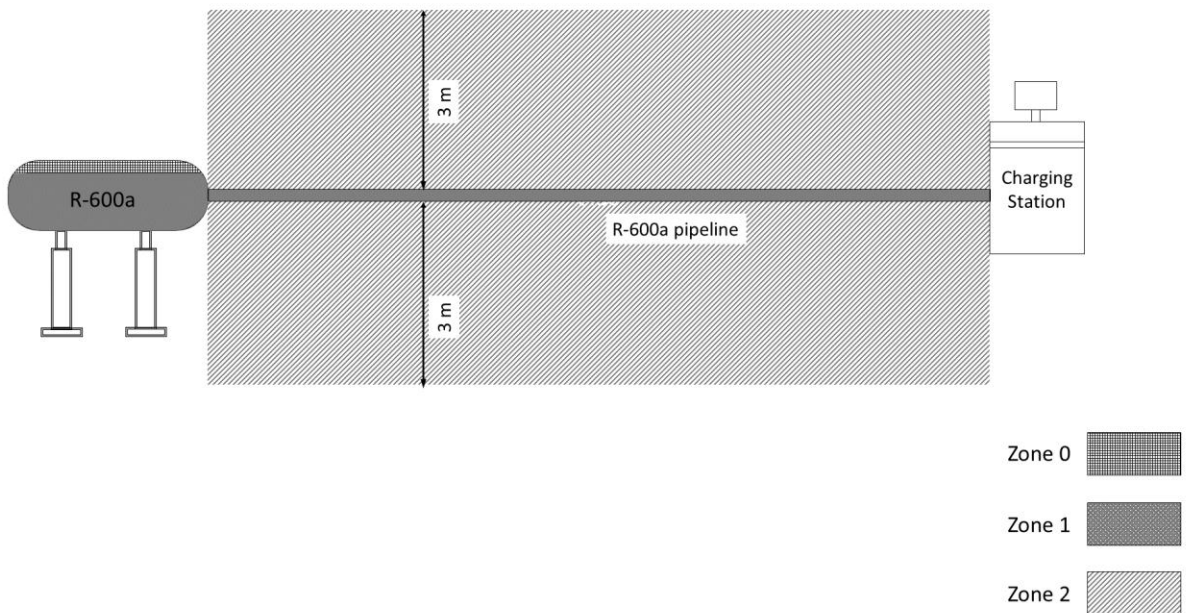 3 m
R-600a
Charging
Station
R-600a pipeline
3 m
Zone 0
Zone 1
Zone 2